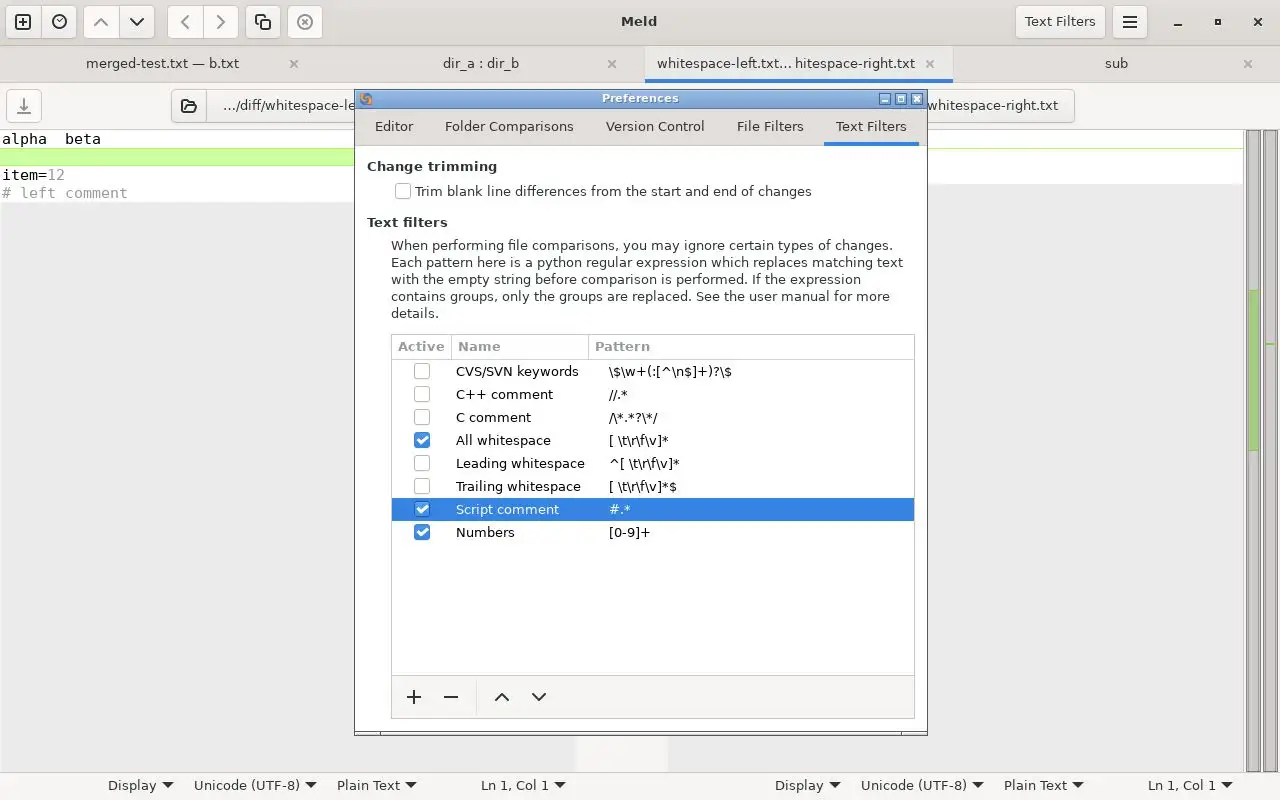 Meld
Text Filters
merged-test.txt — b.txt
dir_a : dir_b
whitespace-left.txt... hitespace-right.txt
sub
.../diff/whitespace-le
whitespace-right.txt
Preferences
Editor
Folder Comparisons
Version Control
File Filters
Text Filters
alpha  beta
item=12
# left comment
Change trimming
Trim blank line differences from the start and end of changes
Text filters
When performing file comparisons, you may ignore certain types of changes.
Each pattern here is a python regular expression which replaces matching text
with the empty string before comparison is performed. If the expression
contains groups, only the groups are replaced. See the user manual for more
details.
Active Name Pattern
CVS/SVN keywords \$\w+(:[^\n$]+)?\$
C++ comment //.*
C comment /\*.*?\*/
All whitespace [ \t\r\f\v]*
Leading whitespace ^[ \t\r\f\v]*
Trailing whitespace [ \t\r\f\v]*$
Script comment #.*
Numbers [0-9]+
Display Unicode (UTF-8) Plain Text Ln 1, Col 1 Display Unicode (UTF-8) Plain Text Ln 1, Col 1